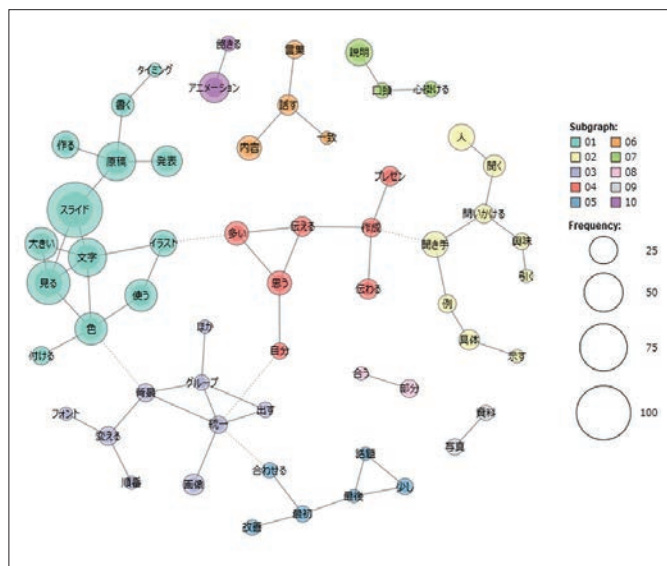 飽きる
アニメーション
言葉
話す
内容
一致
説明
口頭
心掛ける
タイミング
書く
作る
原稿
発表
スライド
大きい
文字
イラスト
見る
使う
色
付ける
プレゼン
多い
伝える
作成
思う
伝わる
自分
人
聞く
問いかける
聞き手
興味
引く
例
具体
示す
ほか
グループ
背景
統一
出す
フォント
変える
順番
画像
合う
部分
資料
写真
合わせる
話題
最後
少し
最初
改善
Subgraph:
01 06
02 07
03 08
04 09
05 10
Frequency:
25
50
75
100